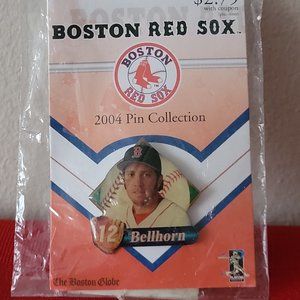 $2.79
with coupon
BOSTON RED SOX
BOSTON
RED SOX
2004 Pin Collection
12
Bellhorn
The Boston Globe